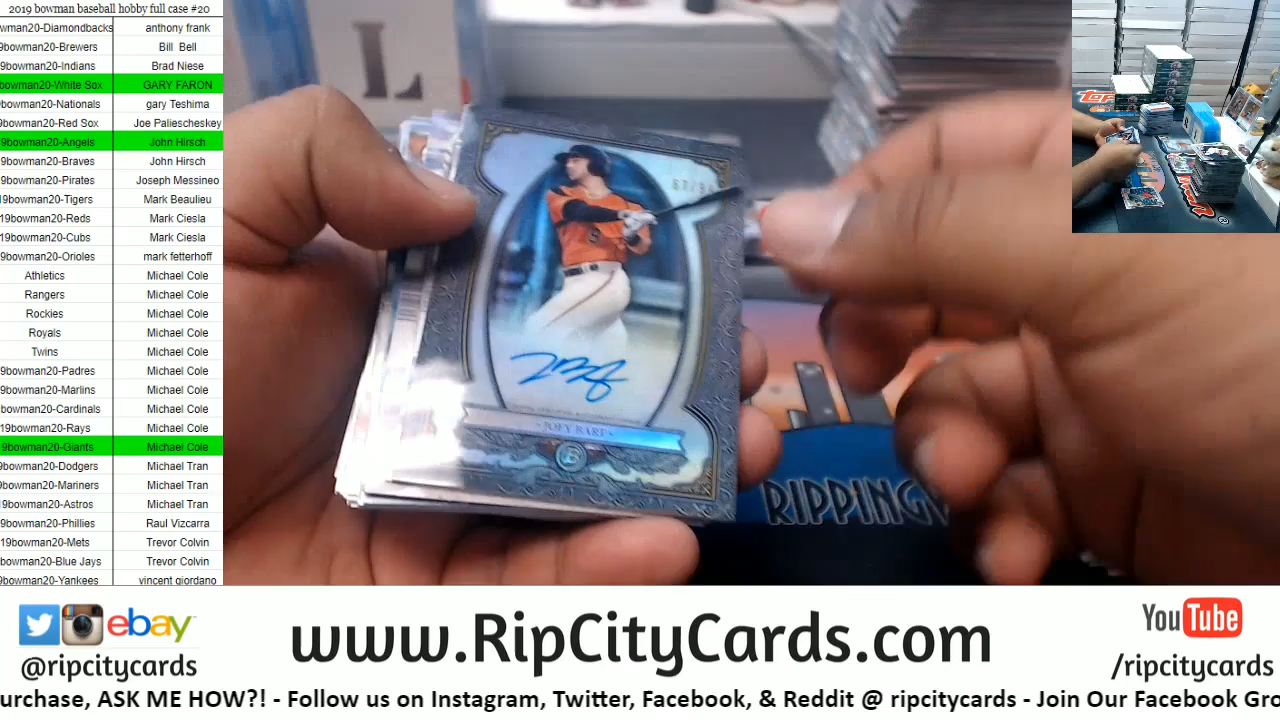 2019 bowman baseball hobby full case #20
wman20-Diamondbacks anthony frank
9bowman20-Brewers Bill Bell
9bowman20-Indians Brad Niese
bowman20-White Sox GARY FARON
9bowman20-Nationals gary Teshima
9bowman20-Red Sox Joe Paliescheskey
9bowman20-Angels John Hirsch
9bowman20-Braves John Hirsch
9bowman20-Pirates Joseph Messineo
19bowman20-Tigers Mark Beaulieu
19bowman20-Reds Mark Ciesla
19bowman20-Cubs Mark Ciesla
9bowman20-Orioles mark fetterhoff
Athletics Michael Cole
Rangers Michael Cole
Rockies Michael Cole
Royals Michael Cole
Twins Michael Cole
9bowman20-Padres Michael Cole
9bowman20-Marlins Michael Cole
bowman20-Cardinals Michael Cole
19bowman20-Rays Michael Cole
9bowman20-Giants Michael Cole
9bowman20-Dodgers Michael Tran
9bowman20-Mariners Michael Tran
19bowman20-Astros Michael Tran
9bowman20-Phillies Raul Vizcarra
19bowman20-Mets Trevor Colvin
bowman20-Blue Jays Trevor Colvin
9bowman20-Yankees vincent giordano
L
JOEY BART
RIPPING
topps
ebay
@ripcitycards
www.RipCityCards.com
YouTube
/ripcitycards
urchase, ASK ME HOW?! - Follow us on Instagram, Twitter, Facebook, & Reddit @ ripcitycards - Join Our Facebook Gro